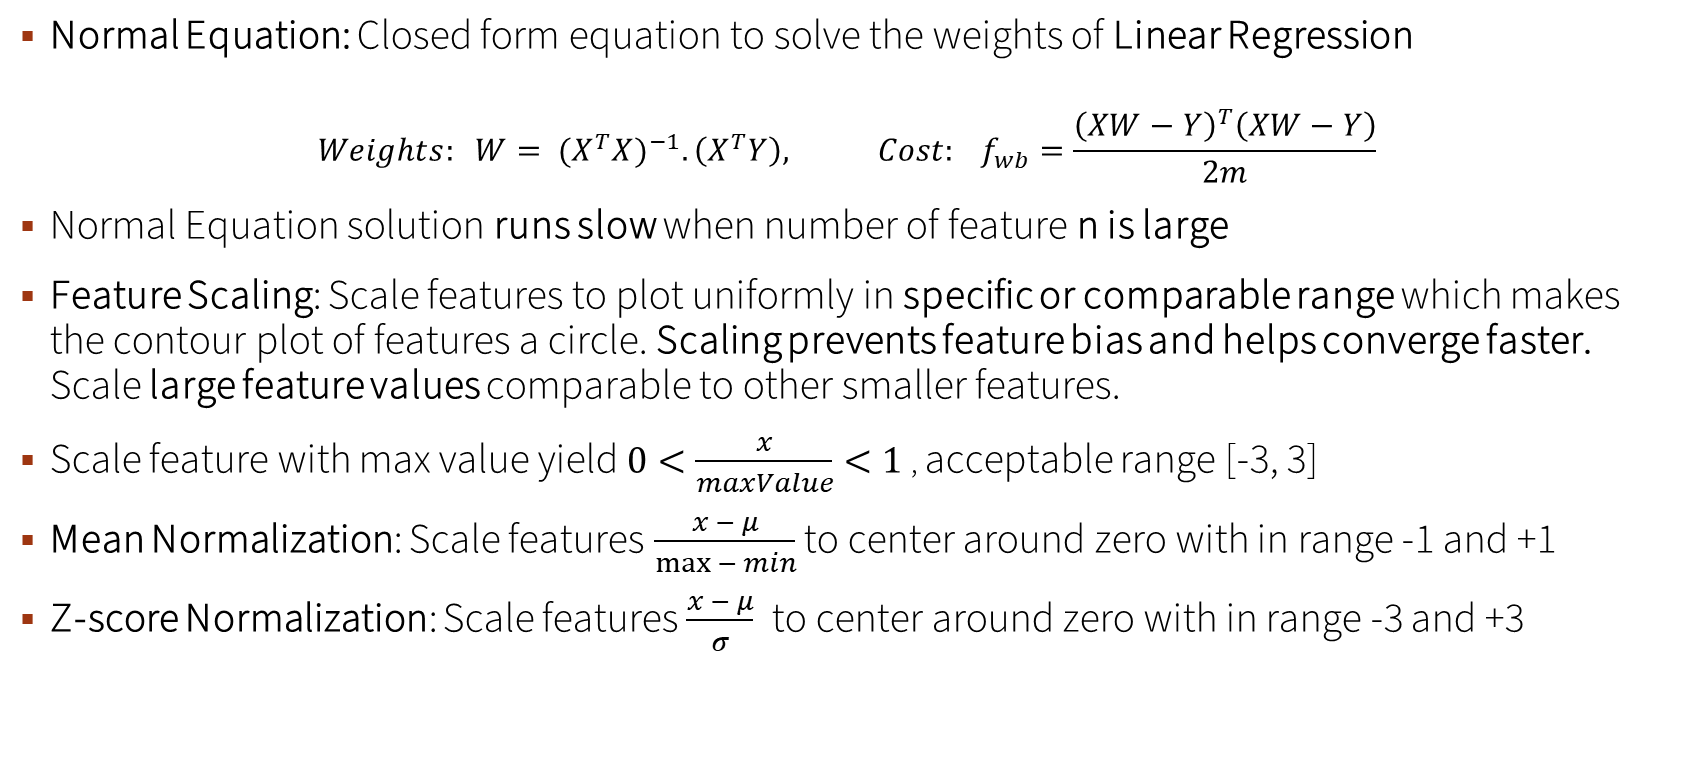 ▪ Normal Equation: Closed form equation to solve the weights of Linear Regression
Weights: W = (XᵀX)⁻¹.(XᵀY), Cost: f_wb = (XW − Y)ᵀ(XW − Y) / 2m
▪ Normal Equation solution runs slow when number of feature n is large
▪ Feature Scaling: Scale features to plot uniformly in specific or comparable range which makes
the contour plot of features a circle. Scaling prevents feature bias and helps converge faster.
Scale large feature values comparable to other smaller features.
▪ Scale feature with max value yield 0 < x / maxValue < 1 , acceptable range [-3, 3]
▪ Mean Normalization: Scale features x − μ / max − min to center around zero with in range -1 and +1
▪ Z-score Normalization: Scale features x − μ / σ to center around zero with in range -3 and +3